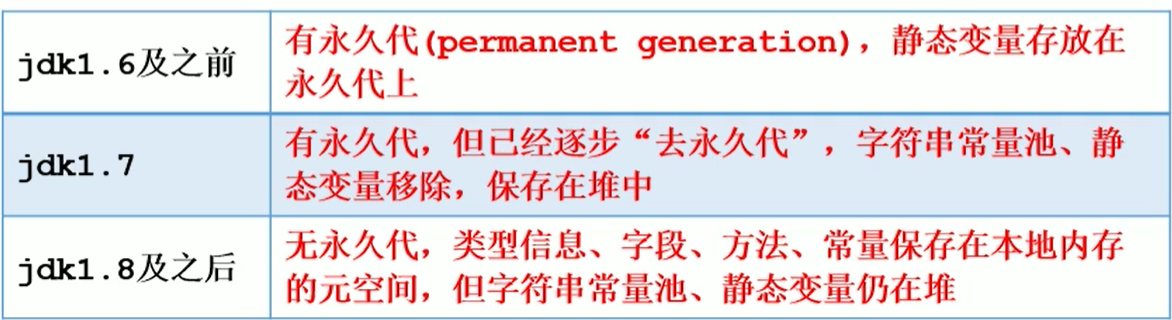 jdk1.6及之前
有永久代(permanent generation)，静态变量存放在
永久代上
jdk1.7
有永久代，但已经逐步“去永久代”，字符串常量池、静
态变量移除，保存在堆中
jdk1.8及之后
无永久代，类型信息、字段、方法、常量保存在本地内存
的元空间，但字符串常量池、静态变量仍在堆